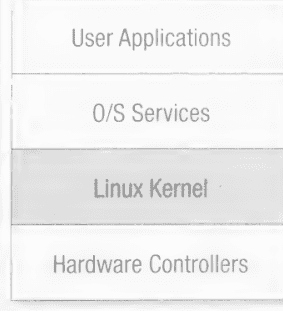 User Applications
O/S Services
Linux Kernel
Hardware Controllers